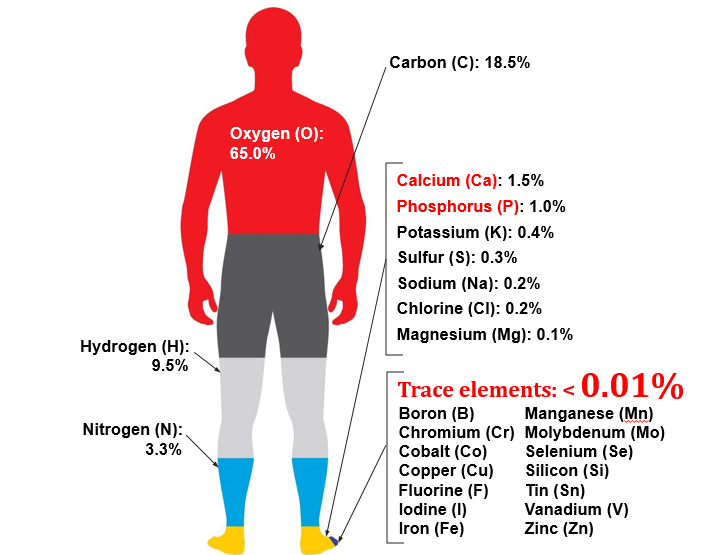 Carbon (C): 18.5%
Oxygen (O):
65.0%
Calcium (Ca): 1.5%
Phosphorus (P): 1.0%
Potassium (K): 0.4%
Sulfur (S): 0.3%
Sodium (Na): 0.2%
Chlorine (Cl): 0.2%
Magnesium (Mg): 0.1%
Hydrogen (H):
9.5%
Nitrogen (N):
3.3%
Trace elements: < 0.01%
Boron (B) Manganese (Mn)
Chromium (Cr) Molybdenum (Mo)
Cobalt (Co) Selenium (Se)
Copper (Cu) Silicon (Si)
Fluorine (F) Tin (Sn)
Iodine (I) Vanadium (V)
Iron (Fe) Zinc (Zn)